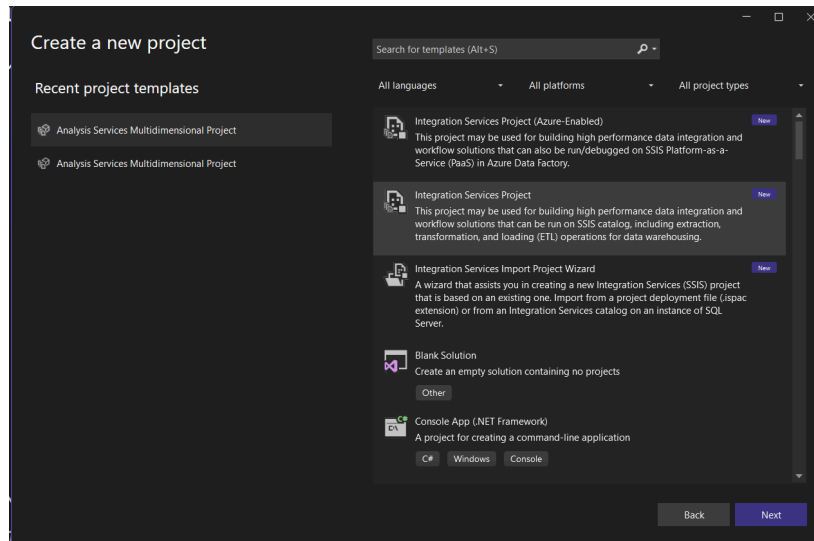 Create a new project
Search for templates (Alt+S)
Recent project templates
All languages
All platforms
All project types
Analysis Services Multidimensional Project
Analysis Services Multidimensional Project
Integration Services Project (Azure-Enabled)
New
This project may be used for building high performance data integration and
workflow solutions that can also be run/debugged on SSIS Platform-as-a-
Service (PaaS) in Azure Data Factory.
Integration Services Project
New
This project may be used for building high performance data integration and
workflow solutions that can be run on SSIS catalog, including extraction,
transformation, and loading (ETL) operations for data warehousing.
Integration Services Import Project Wizard
New
A wizard that assists you in creating a new Integration Services (SSIS) project
that is based on an existing one. Import from a project deployment file (.ispac
extension) or from an Integration Services catalog on an instance of SQL
Server.
Blank Solution
Create an empty solution containing no projects
Other
Console App (.NET Framework)
A project for creating a command-line application
C#
Windows
Console
Back
Next